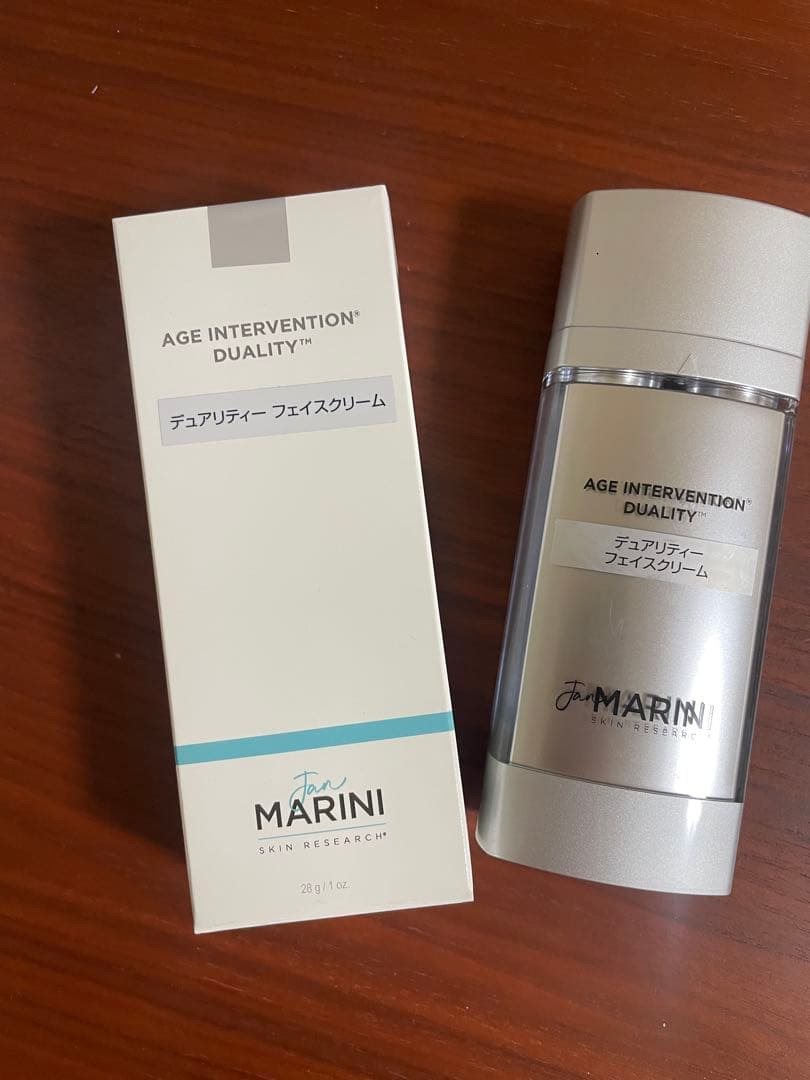 AGE INTERVENTION®
DUALITY™
デュアリティー フェイスクリーム
Jan
MARINI
SKIN RESEARCH®
28 g / 1 oz.
AGE INTERVENTION®
DUALITY™
デュアリティー
フェイスクリーム
Jan MARINI
SKIN RESEARCH®